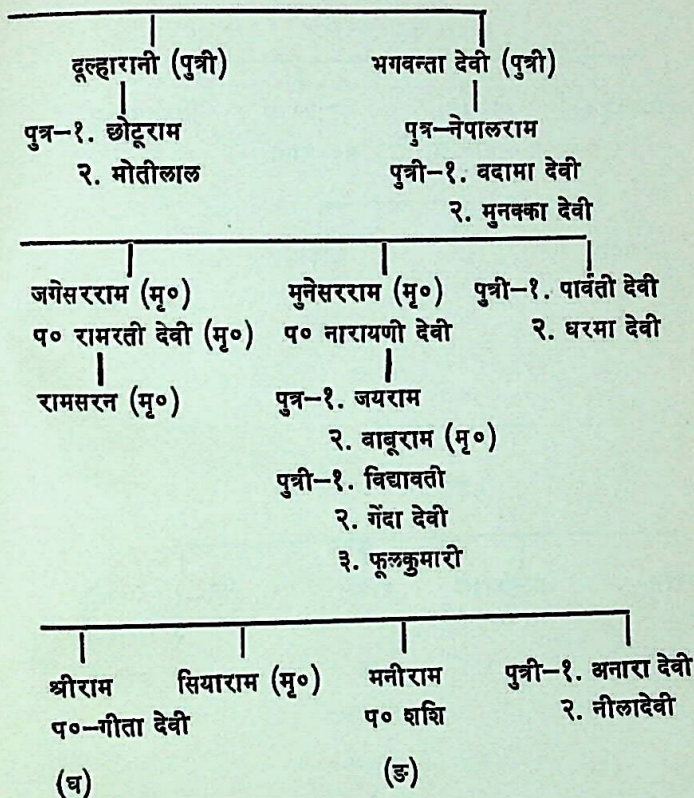 दूल्हारानी (पुत्री) भगवन्ता देवी (पुत्री)
पुत्र–१. छोटूराम पुत्र–नेपालराम
२. मोतीलाल पुत्री–१. वदामा देवी
२. मुनक्का देवी
जगेसरराम (मृ०) मुनेसरराम (मृ०) पुत्री–१. पार्वती देवी
प० रामरती देवी (मृ०) प० नारायणी देवी २. धरमा देवी
रामसरन (मृ०) पुत्र–१. जयराम
२. वाबूराम (मृ०)
पुत्री–१. विद्यावती
२. गेंदा देवी
३. फूलकुमारी
श्रीराम सियाराम (मृ०) मनीराम पुत्री–१. अनारा देवी
प०–गीता देवी प० शशि २. नीलादेवी
(घ) (ङ)